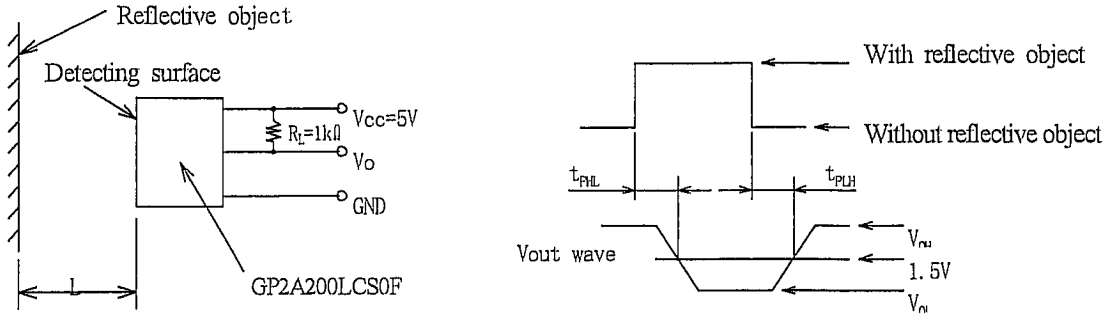 Reflective object
Detecting surface
Vcc=5V
RL=1kΩ
Vo
GND
L
GP2A200LCS0F
With reflective object
Without reflective object
tPHL
tPLH
Vout wave
VOH
1.5V
VOL